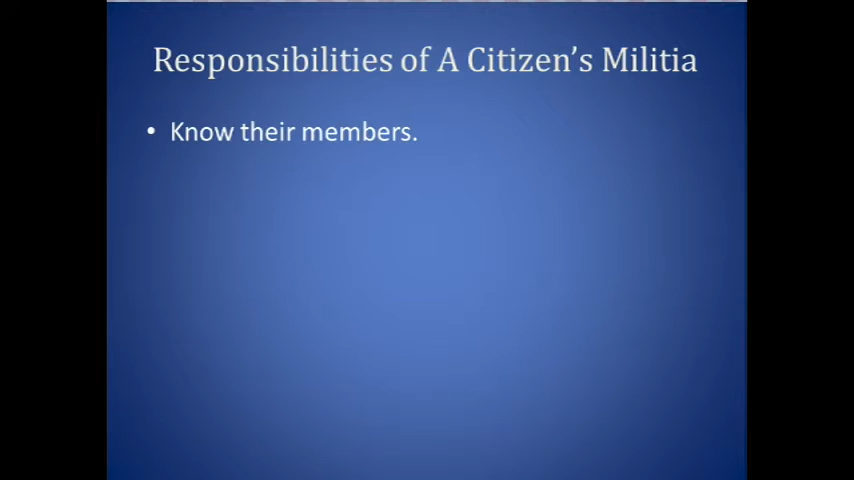 Responsibilities of A Citizen’s Militia
• Know their members.